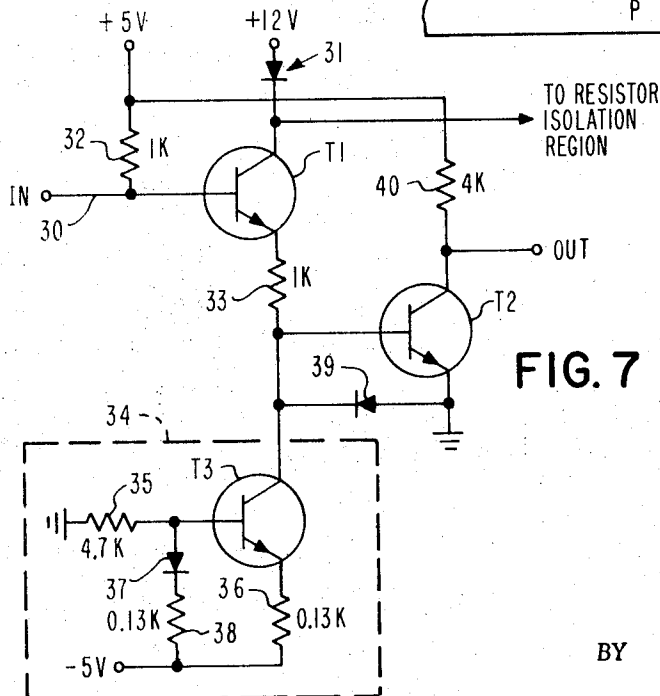 P
+5V
+12V
31
TO RESISTOR
ISOLATION
REGION
32
1K
T1
IN
30
40
4K
OUT
33
1K
T2
39
FIG. 7
34
T3
35
4.7K
37
36
0.13K
38
0.13K
-5V
BY